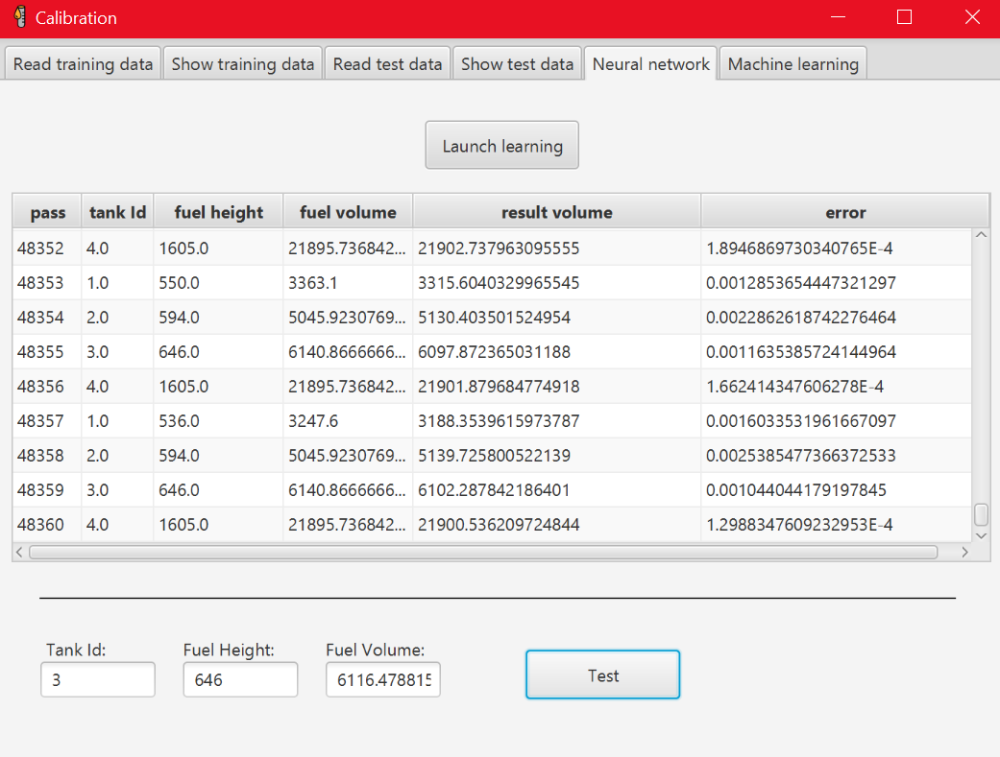 Calibration
Read training data Show training data Read test data Show test data Neural network Machine learning
Launch learning
pass tank Id fuel height fuel volume result volume error
48352 4.0 1605.0 21895.736842... 21902.737963095555 1.8946869730340765E-4
48353 1.0 550.0 3363.1 3315.6040329965545 0.0012853654447321297
48354 2.0 594.0 5045.9230769... 5130.403501524954 0.0022862618742276464
48355 3.0 646.0 6140.8666666... 6097.872365031188 0.0011635385724144964
48356 4.0 1605.0 21895.736842... 21901.879684774918 1.662414347606278E-4
48357 1.0 536.0 3247.6 3188.3539615973787 0.0016033531961667097
48358 2.0 594.0 5045.9230769... 5139.725800522139 0.0025385477366372533
48359 3.0 646.0 6140.8666666... 6102.287842186401 0.001044044179197845
48360 4.0 1605.0 21895.736842... 21900.536209724844 1.2988347609232953E-4
Tank Id: Fuel Height: Fuel Volume:
3 646 6116.478815 Test